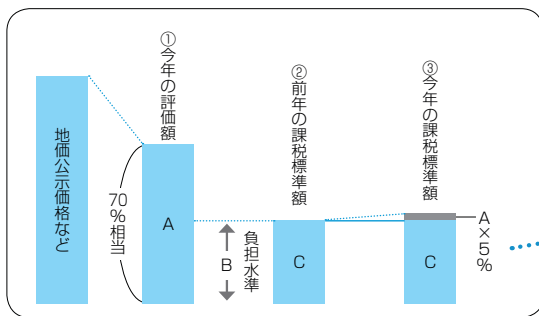 地価公示価格など
70%相当
①今年の評価額
A
B
負担水準
②前年の課税標準額
C
③今年の課税標準額
C
A×5%